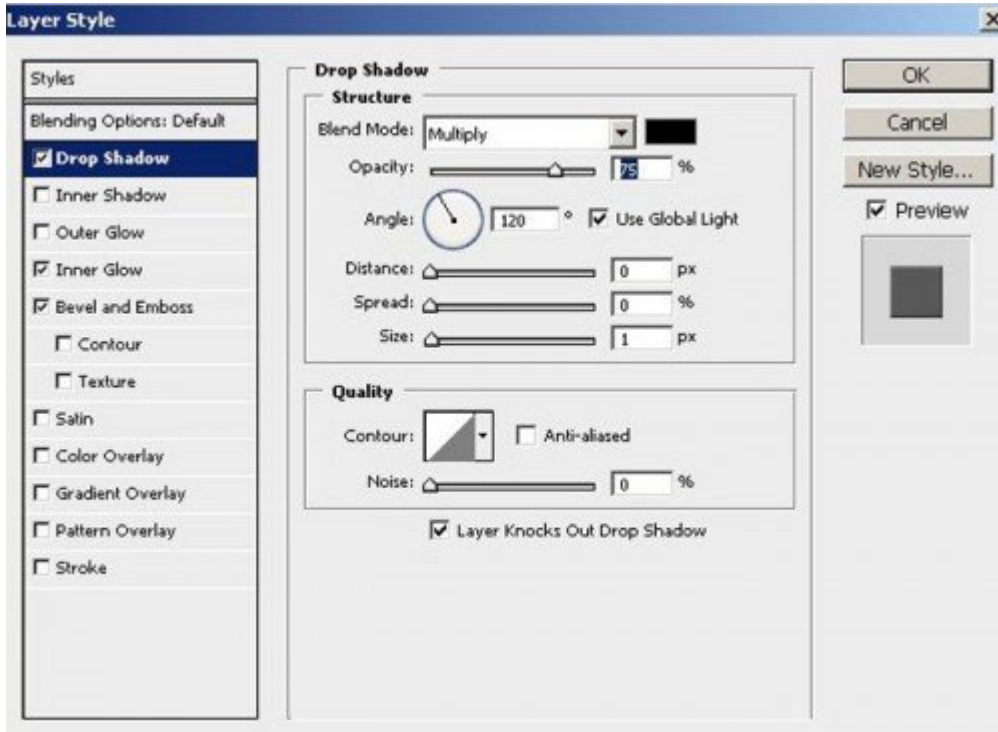 Layer Style
Styles
Blending Options: Default
Drop Shadow
Inner Shadow
Outer Glow
Inner Glow
Bevel and Emboss
Contour
Texture
Satin
Color Overlay
Gradient Overlay
Pattern Overlay
Stroke
Drop Shadow
Structure
Blend Mode: Multiply
Opacity: 75 %
Angle: 120 ° Use Global Light
Distance: 0 px
Spread: 0 %
Size: 1 px
Quality
Contour: Anti-aliased
Noise: 0 %
Layer Knocks Out Drop Shadow
OK
Cancel
New Style...
Preview